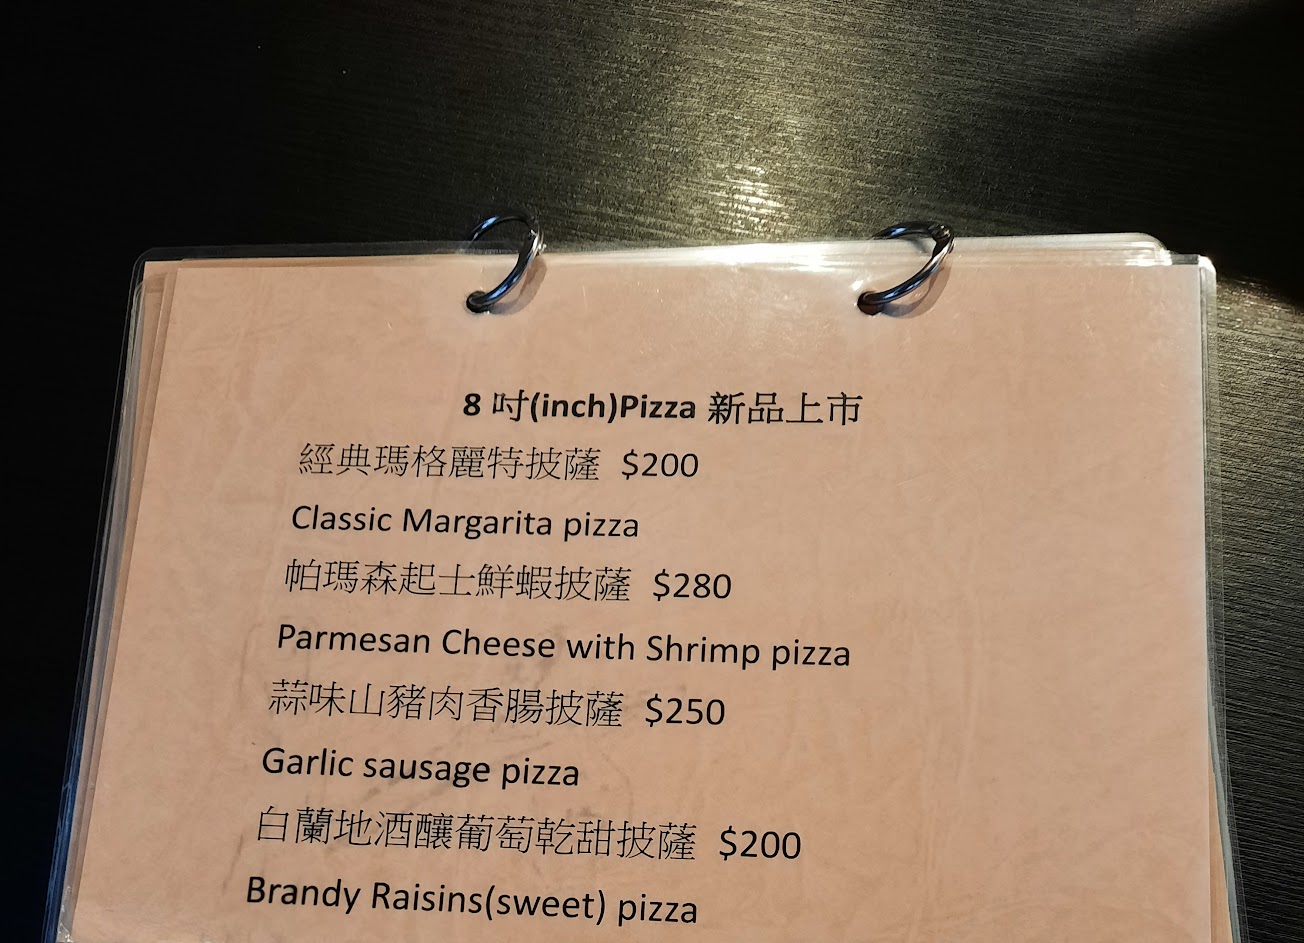 8 吋(inch)Pizza 新品上市
經典瑪格麗特披薩 $200
Classic Margarita pizza
帕瑪森起士鮮蝦披薩 $280
Parmesan Cheese with Shrimp pizza
蒜味山豬肉香腸披薩 $250
Garlic sausage pizza
白蘭地酒釀葡萄乾甜披薩 $200
Brandy Raisins(sweet) pizza